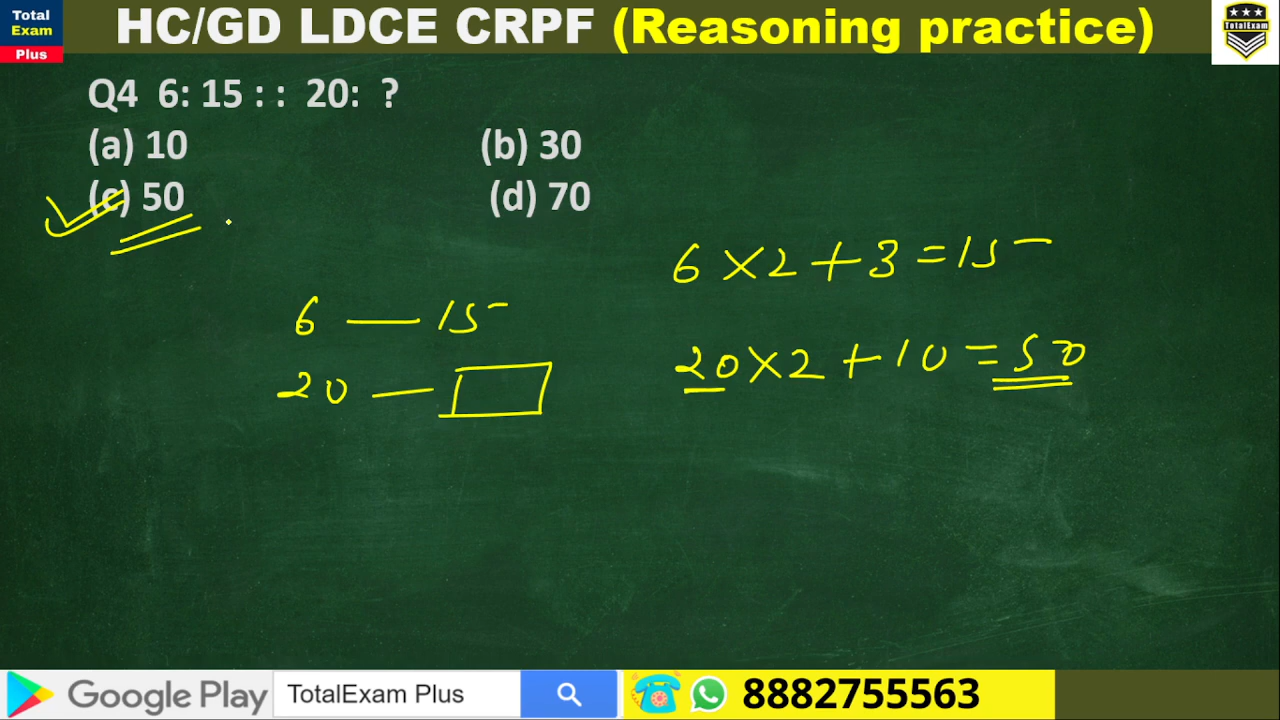 Total
Exam
Plus
HC/GD LDCE CRPF (Reasoning practice)
TotalExam
Q4 6: 15 : : 20: ?
(a) 10 (b) 30
(c) 50 (d) 70
6 × 2 + 3 = 15
6 — 15
20 × 2 + 10 = 50
20 —
Google Play
TotalExam Plus
8882755563